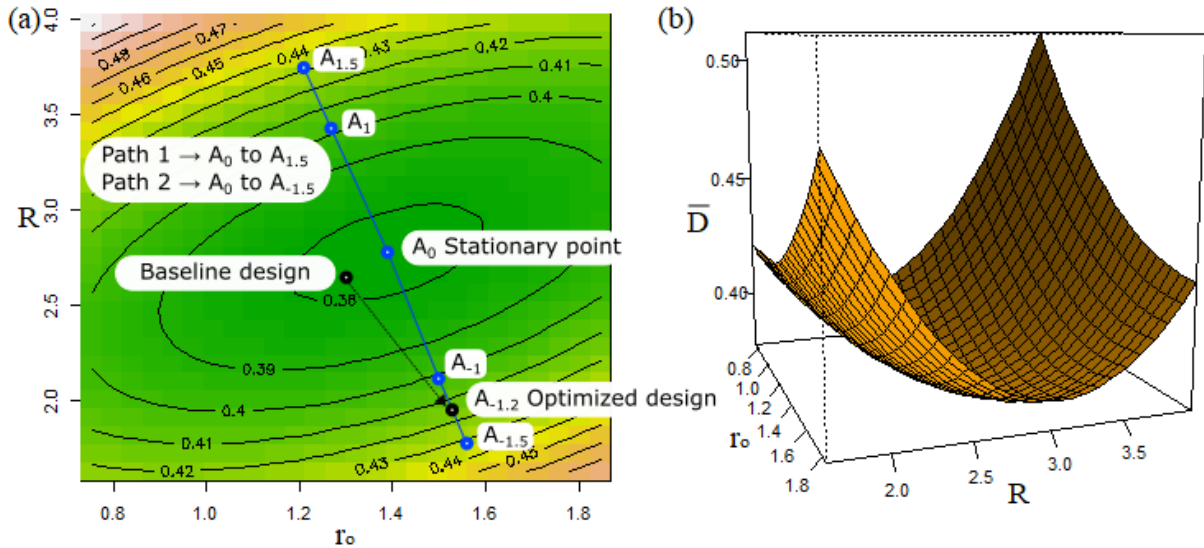 (a)
4.0
3.5
3.0
2.5
2.0
R
0.48
0.47
0.46
0.45
0.44
0.43
0.42
0.41
0.4
A₁.₅
A₁
Path 1 → A₀ to A₁.₅
Path 2 → A₀ to A₋₁.₅
A₀ Stationary point
Baseline design
0.38
0.39
0.4
0.41
0.42
0.43
0.44
0.45
A₋₁
A₋₁.₂ Optimized design
A₋₁.₅
0.8 1.0 1.2 1.4 1.6 1.8
rₒ
(b)
0.50
0.45
0.40
D̅
0.8
1.0
1.2
1.4
1.6
1.8
rₒ
2.0 2.5 3.0 3.5
R